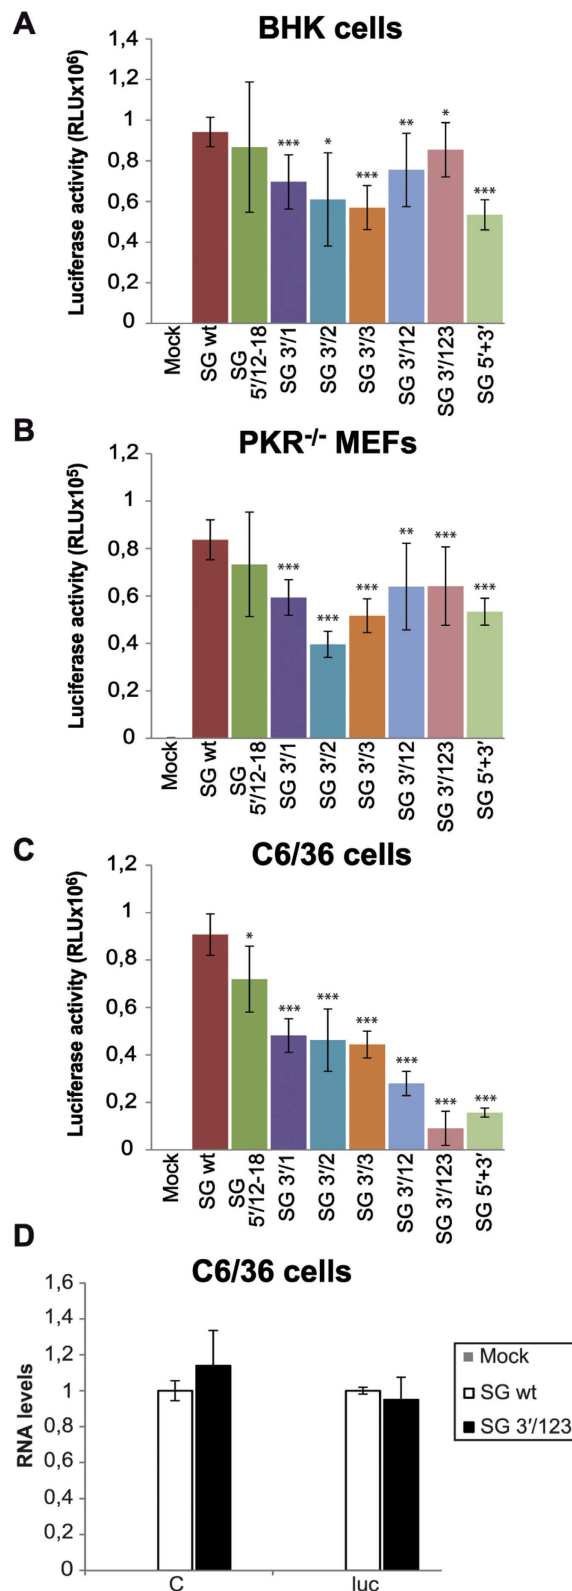 A
BHK cells
Luciferase activity (RLUx10⁶)
1,4
1,2
1
0,8
0,6
0,4
0,2
0
***
*
***
**
*
***
Mock
SG wt
SG 5′/12-18
SG 3′/1
SG 3′/2
SG 3′/3
SG 3′/12
SG 3′/123
SG 5′+3′
B
PKR⁻/⁻ MEFs
Luciferase activity (RLUx10⁵)
1,2
1
0,8
0,6
0,4
0,2
0
***
***
***
**
***
***
Mock
SG wt
SG 5′/12-18
SG 3′/1
SG 3′/2
SG 3′/3
SG 3′/12
SG 3′/123
SG 5′+3′
C
C6/36 cells
Luciferase activity (RLUx10⁶)
1,2
1
0,8
0,6
0,4
0,2
0
*
***
***
***
***
***
***
Mock
SG wt
SG 5′/12-18
SG 3′/1
SG 3′/2
SG 3′/3
SG 3′/12
SG 3′/123
SG 5′+3′
D
C6/36 cells
RNA levels
1,6
1,4
1,2
1
0,8
0,6
0,4
0,2
0
C
luc
Mock
SG wt
SG 3′/123